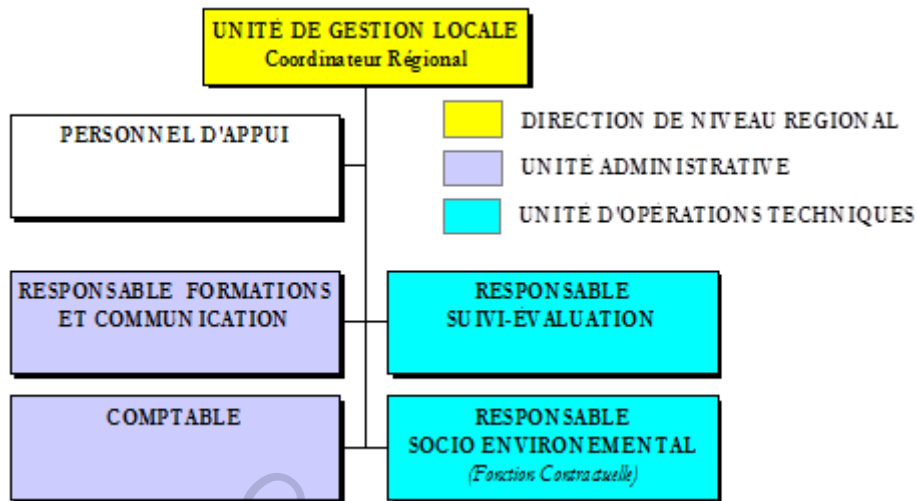 UNITÉ DE GESTION LOCALE
Coordinateur Régional
PERSONNEL D'APPUI
DIRECTION DE NIVEAU REGIONAL
UNITÉ ADMINISTRATIVE
UNITÉ D'OPÉRATIONS TECHNIQUES
RESPONSABLE FORMATIONS
ET COMMUNICATION
RESPONSABLE
SUIVI-ÉVALUATION
COMPTABLE
RESPONSABLE
SOCIO ENVIRONEMENTAL
(Fonction Contractuelle)